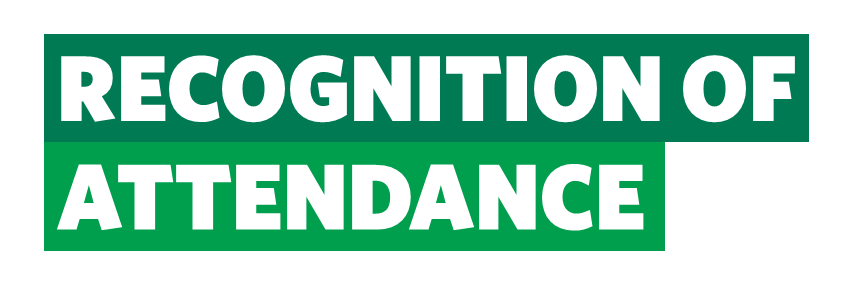 RECOGNITION OF
ATTENDANCE